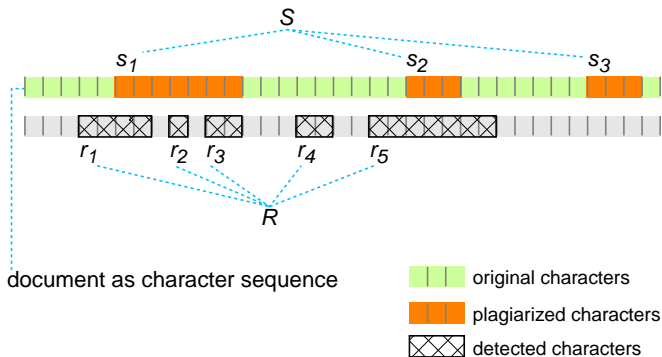 S
s1 s2 s3
r1 r2 r3 r4 r5
R
document as character sequence
original characters
plagiarized characters
detected characters